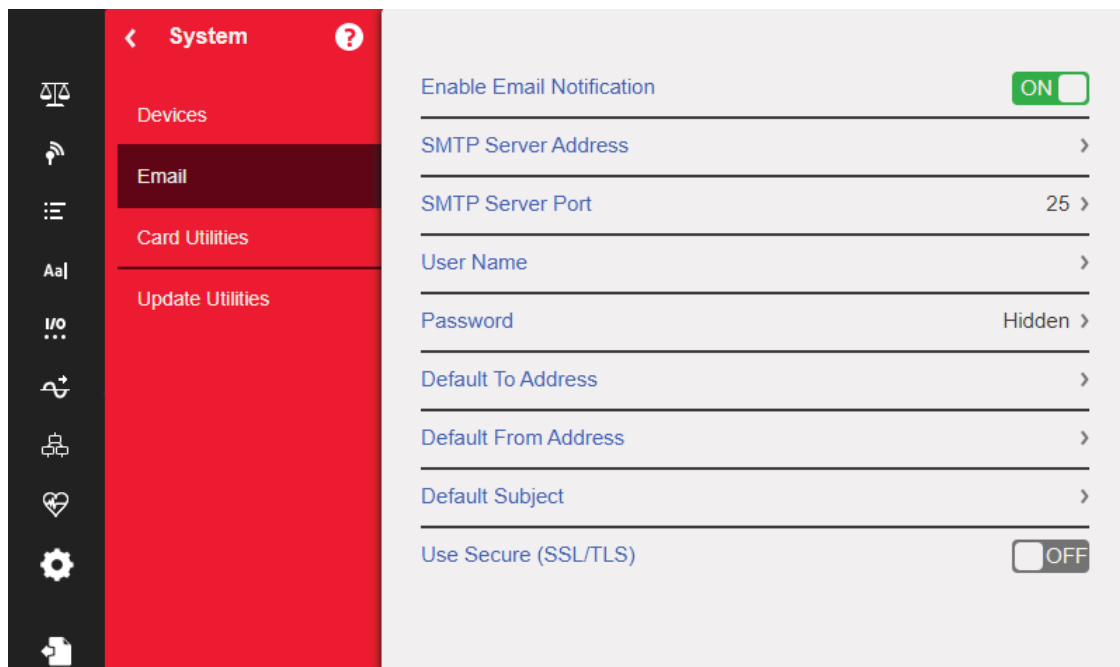 System
?
Devices
Email
Card Utilities
Update Utilities
Aa
I/O
Enable Email Notification ON
SMTP Server Address
SMTP Server Port 25
User Name
Password Hidden
Default To Address
Default From Address
Default Subject
Use Secure (SSL/TLS) OFF